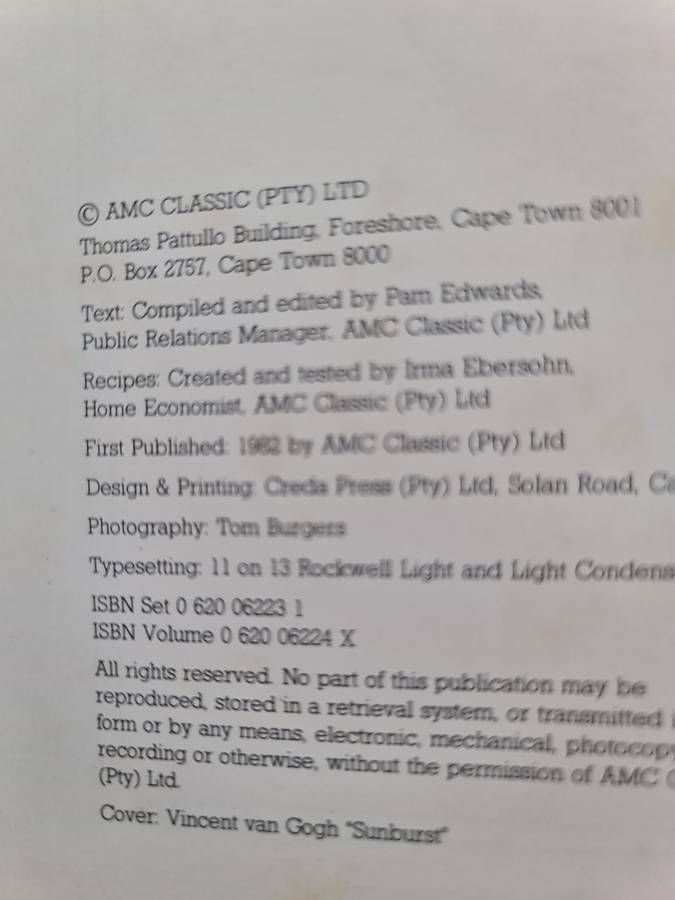 © AMC CLASSIC (PTY) LTD
Thomas Pattullo Building, Foreshore, Cape Town 8001
P.O. Box 2757, Cape Town 8000
Text: Compiled and edited by Pam Edwards,
Public Relations Manager, AMC Classic (Pty) Ltd
Recipes: Created and tested by Irma Ebersohn,
Home Economist, AMC Classic (Pty) Ltd
First Published: 1982 by AMC Classic (Pty) Ltd
Design & Printing: Creda Press (Pty) Ltd, Solan Road,
Photography: Tom Burgers
Typesetting: 11 on 13 Rockwell Light and Light
ISBN Set 0 620 06223 1
ISBN Volume 0 620 06224 X
All rights reserved. No part of this publication may be
reproduced, stored in a retrieval system, or transmitted
form or by any means, electronic, mechanical,
recording or otherwise, without the permission of AMC
(Pty) Ltd.
Cover: Vincent van Gogh "Sunburst"